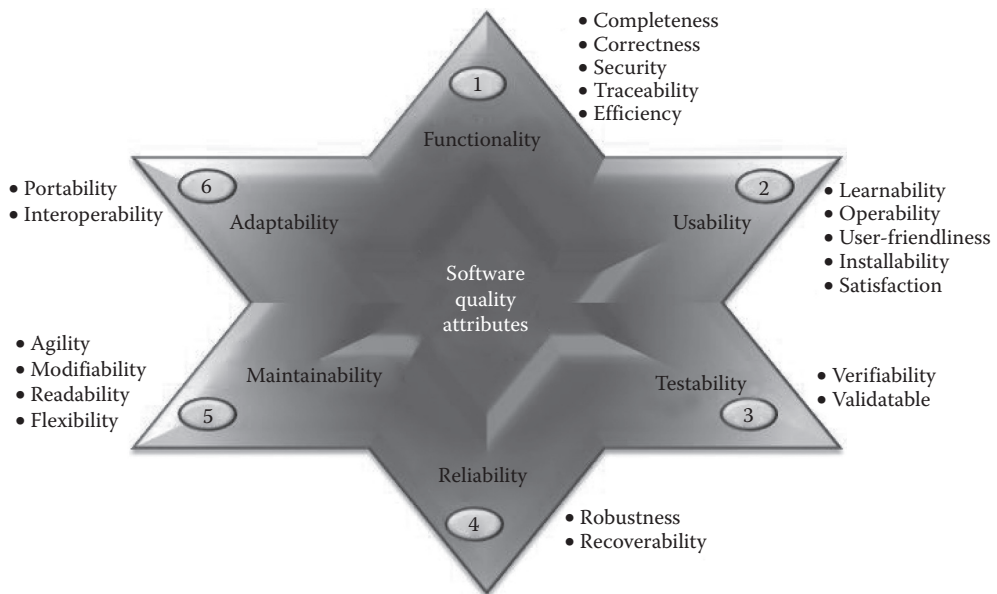 1
Functionality
• Completeness
• Correctness
• Security
• Traceability
• Efficiency
2
Usability
• Learnability
• Operability
• User-friendliness
• Installability
• Satisfaction
3
Testability
• Verifiability
• Validatable
4
Reliability
• Robustness
• Recoverability
5
Maintainability
• Agility
• Modifiability
• Readability
• Flexibility
6
Adaptability
• Portability
• Interoperability
Software
quality
attributes